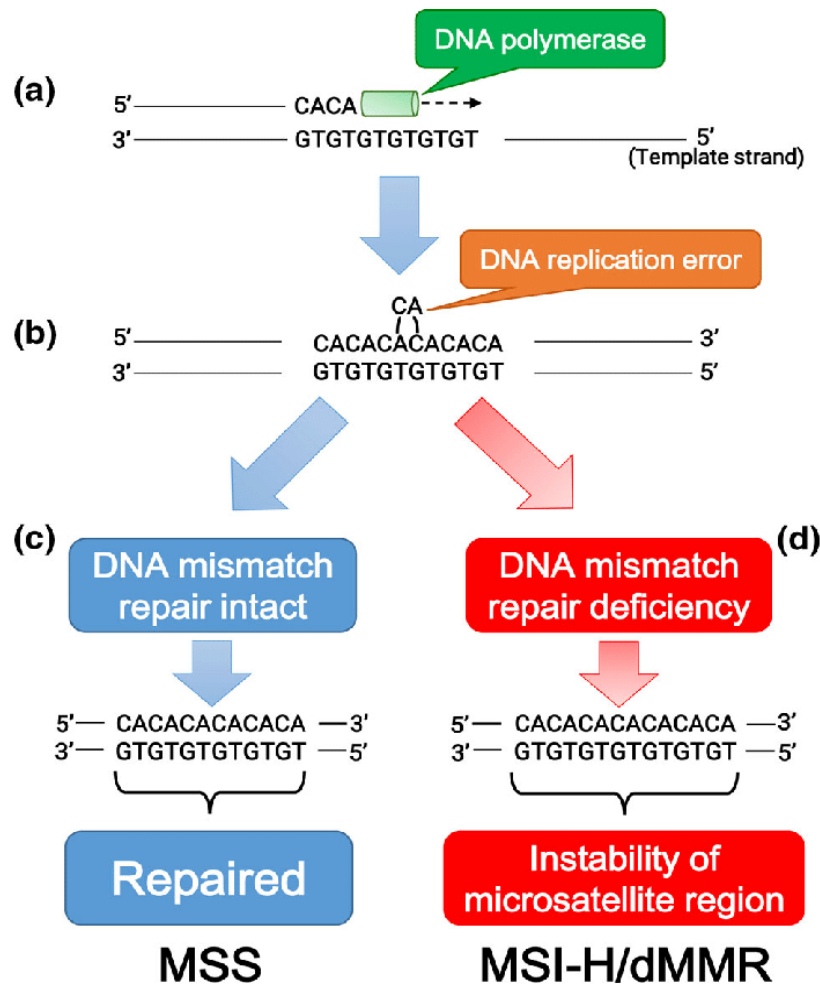 DNA polymerase
(a)
5′ CACA
3′ GTGTGTGTGTGT 5′
(Template strand)
DNA replication error
CA
(b)
5′ CACACACACACA 3′
3′ GTGTGTGTGTGT 5′
(c)
DNA mismatch
repair intact
(d)
DNA mismatch
repair deficiency
5′ CACACACACACA 3′
3′ GTGTGTGTGTGT 5′
5′ CACACACACACACA 3′
3′ GTGTGTGTGTGTGT 5′
Repaired
Instability of
microsatellite region
MSS
MSI-H/dMMR